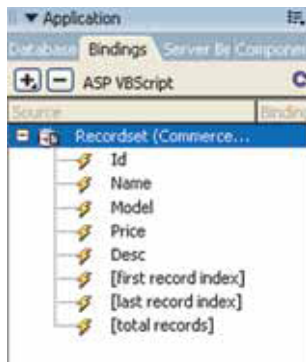 Application
Database Bindings Server Be Componen
ASP VBScript
Source Binding
Recordset (Commerce...
Id
Name
Model
Price
Desc
[first record index]
[last record index]
[total records]